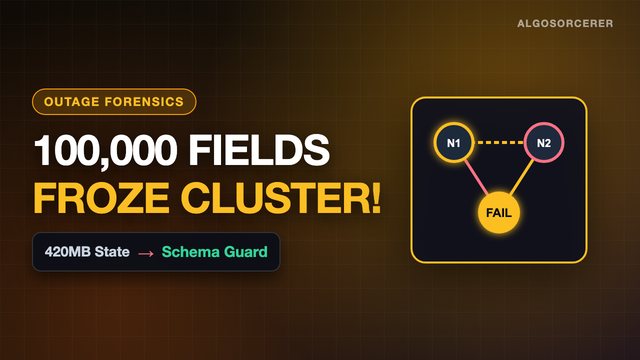 ALGOSORCERER
OUTAGE FORENSICS
100,000 FIELDS
FROZE CLUSTER!
420MB State → Schema Guard
N1
N2
FAIL